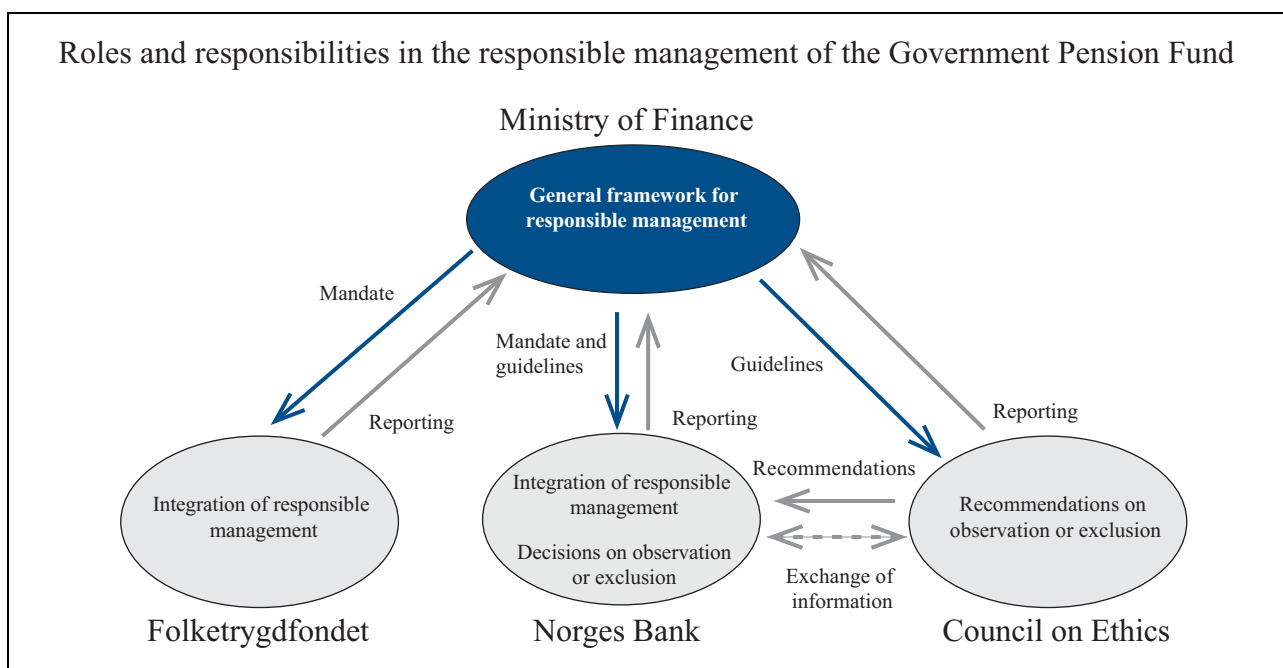 Roles and responsibilities in the responsible management of the Government Pension Fund
Ministry of Finance
General framework for
responsible management
Mandate
Mandate and
guidelines
Guidelines
Reporting
Reporting
Reporting
Recommendations
Integration of responsible
management
Integration of responsible
management
Decisions on observation
or exclusion
Recommendations on
observation or exclusion
Exchange of
information
Folketrygdfondet
Norges Bank
Council on Ethics